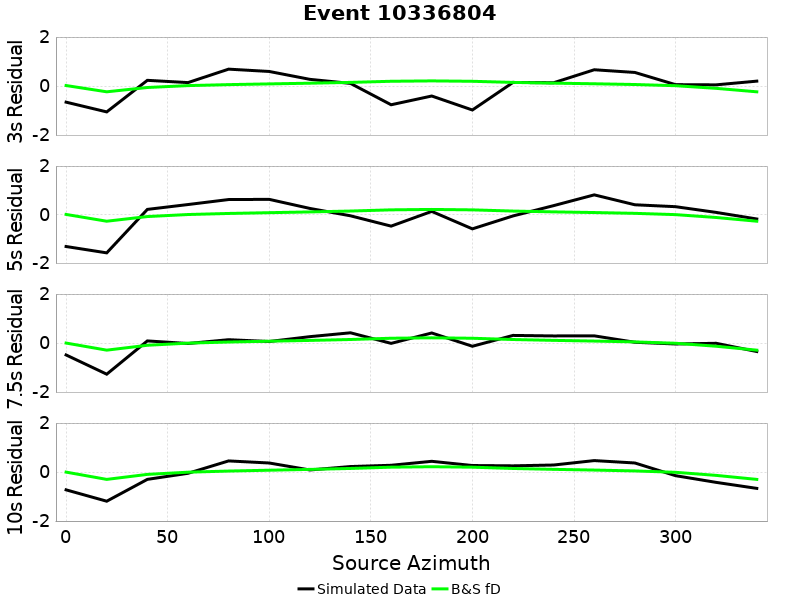 Event 10336804
3s Residual
2
0
-2
5s Residual
2
0
-2
7.5s Residual
2
0
-2
10s Residual
2
0
-2
0 50 100 150 200 250 300
Source Azimuth
Simulated Data B&S fD